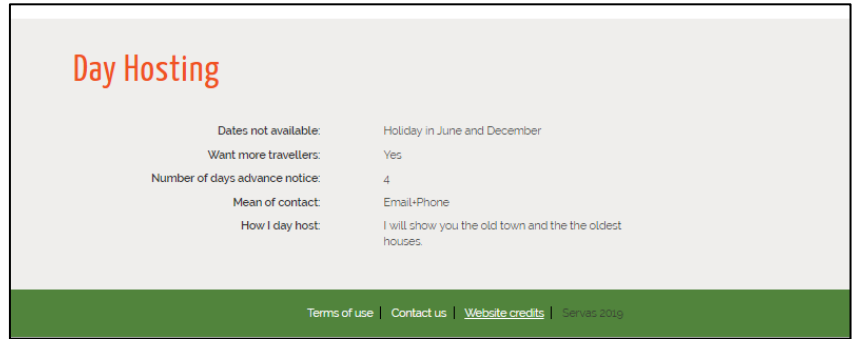 Day Hosting
Dates not available: Holiday in June and December
Want more travellers: Yes
Number of days advance notice: 4
Mean of contact: Email+Phone
How I day host: I will show you the old town and the the oldest
houses.
Terms of use | Contact us | Website credits | Servas 2019